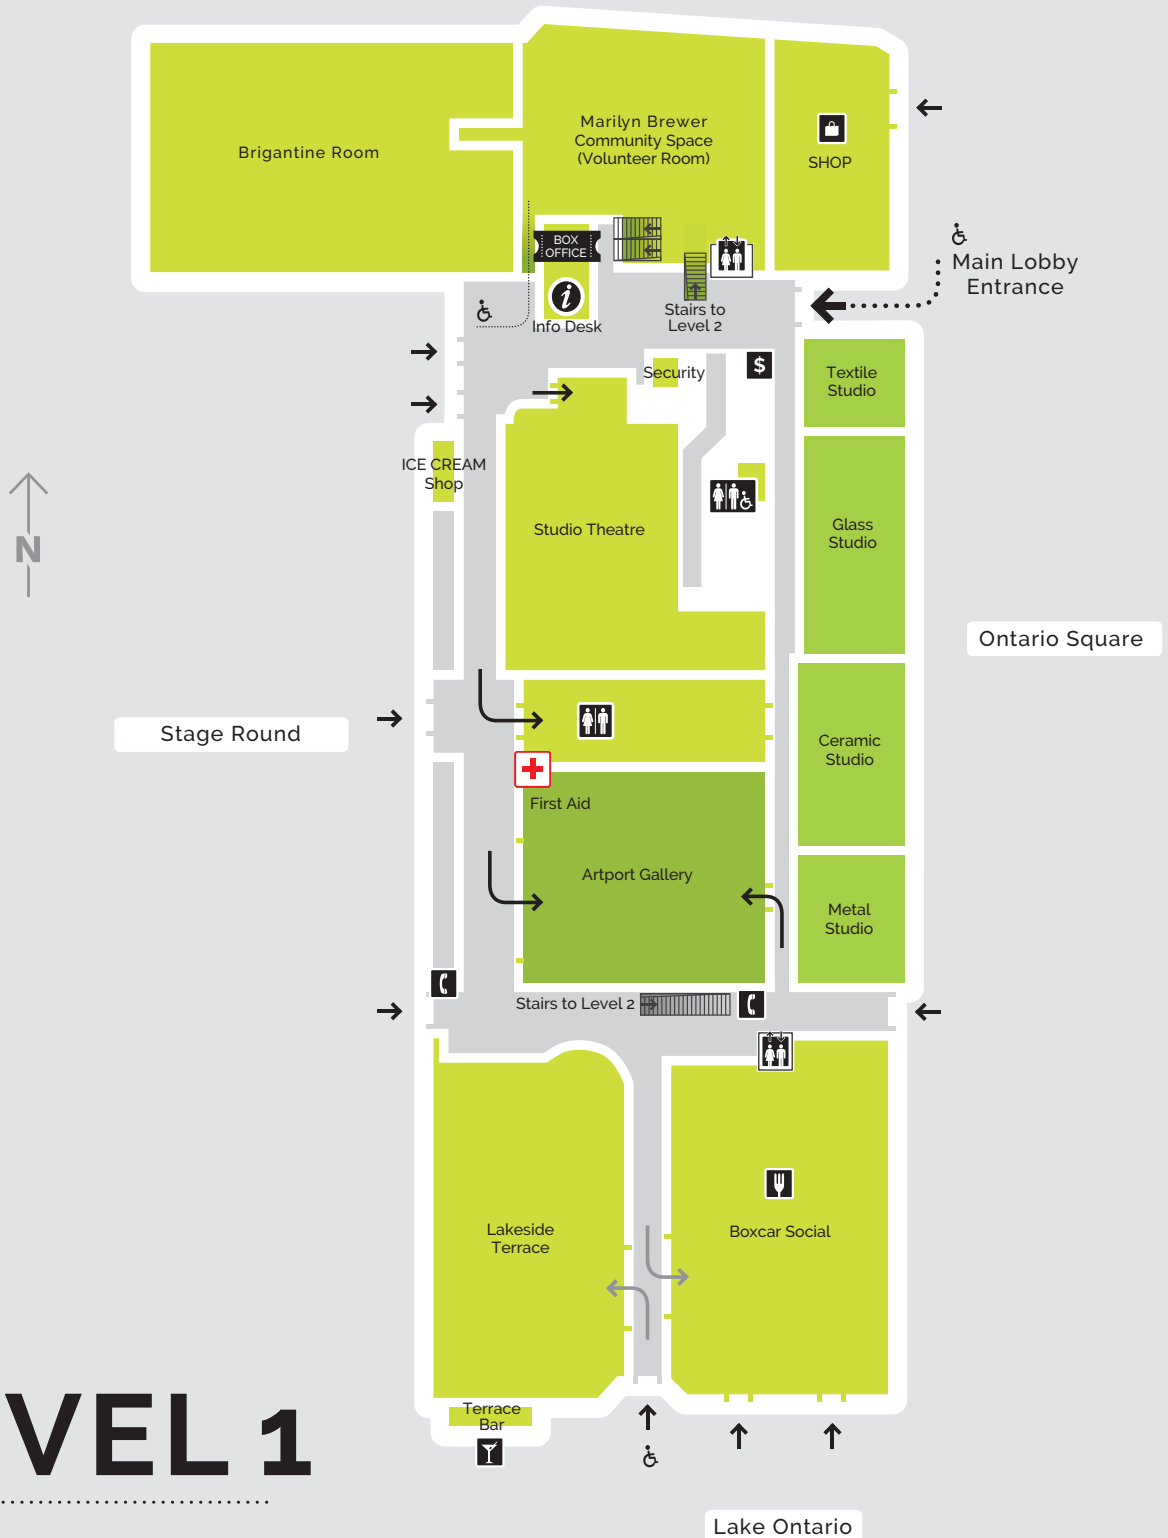 Marilyn Brewer
Community Space
(Volunteer Room)
Brigantine Room
SHOP
BOX
OFFICE
i
Info Desk
Stairs to
Level 2
Main Lobby
Entrance
Security
$
Textile
Studio
ICE CREAM
Shop
Studio Theatre
Glass
Studio
N
Ontario Square
Stage Round
Ceramic
Studio
First Aid
Artport Gallery
Metal
Studio
Stairs to Level 2
Lakeside
Terrace
Boxcar Social
Terrace
Bar
VEL 1
Lake Ontario